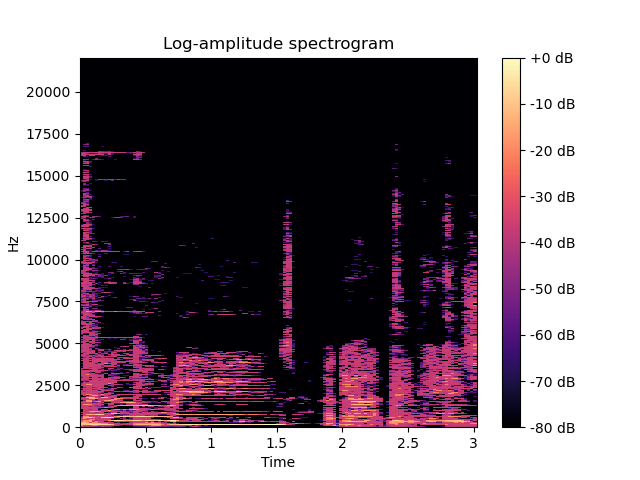 Log-amplitude spectrogram
Hz
20000
17500
15000
12500
10000
7500
5000
2500
0
0 0.5 1 1.5 2 2.5 3
Time
+0 dB
-10 dB
-20 dB
-30 dB
-40 dB
-50 dB
-60 dB
-70 dB
-80 dB